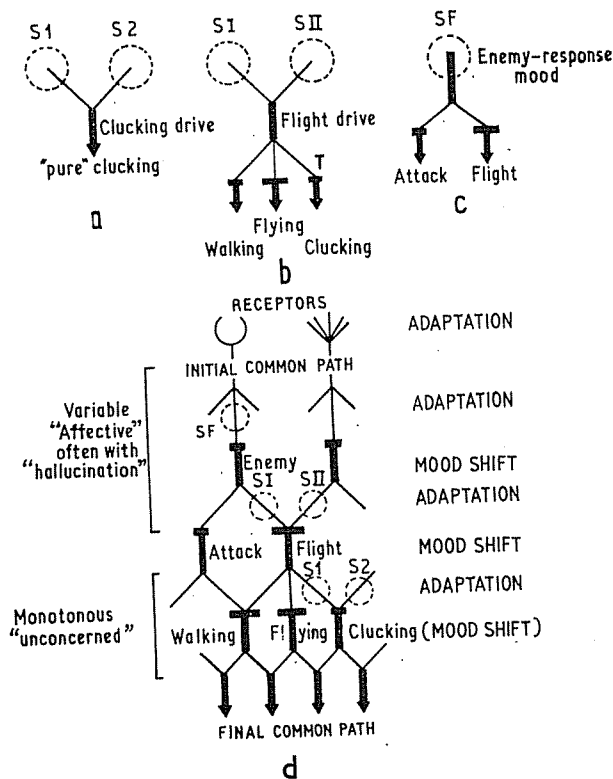 S1
S2
Clucking drive
"pure" clucking
a
SI
SII
Flight drive
T
Flying
Walking
Clucking
b
SF
Enemy-response
mood
Attack
Flight
c
RECEPTORS
ADAPTATION
INITIAL COMMON PATH
Variable
"Affective"
often with
"hallucination"
SF
ADAPTATION
Enemy
MOOD SHIFT
SI
SII
ADAPTATION
Attack
Flight
MOOD SHIFT
S1
S2
ADAPTATION
Monotonous
"unconcerned"
Walking
Flying
Clucking (MOOD SHIFT)
FINAL COMMON PATH
d